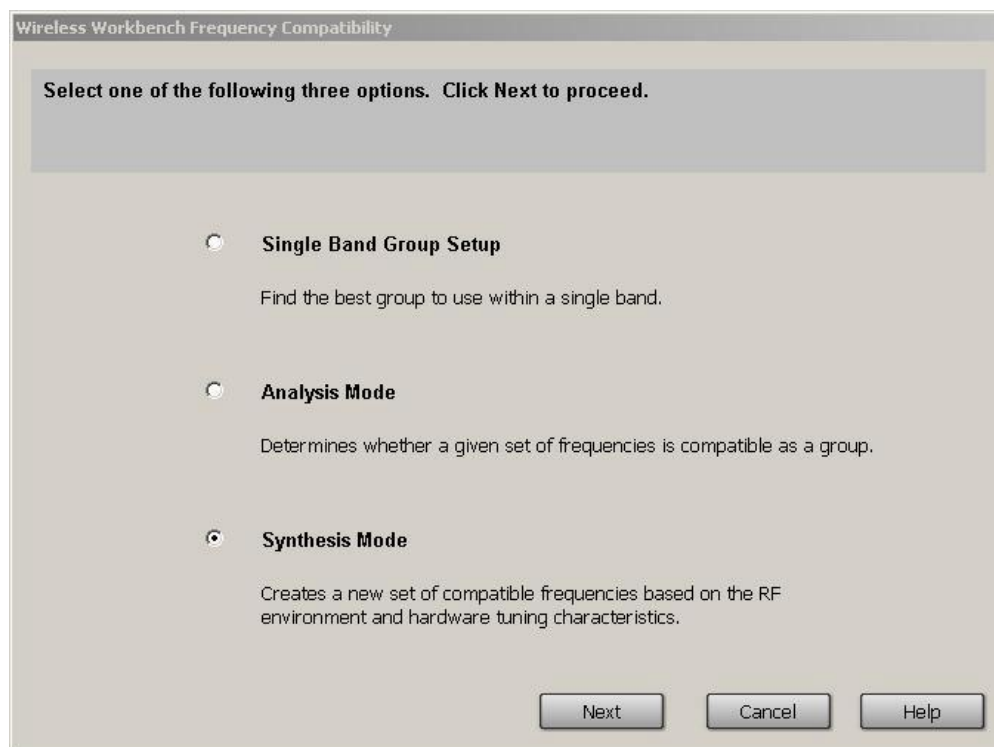 Wireless Workbench Frequency Compatibility
Select one of the following three options.  Click Next to proceed.
Single Band Group Setup
Find the best group to use within a single band.
Analysis Mode
Determines whether a given set of frequencies is compatible as a group.
Synthesis Mode
Creates a new set of compatible frequencies based on the RF
environment and hardware tuning characteristics.
Next
Cancel
Help